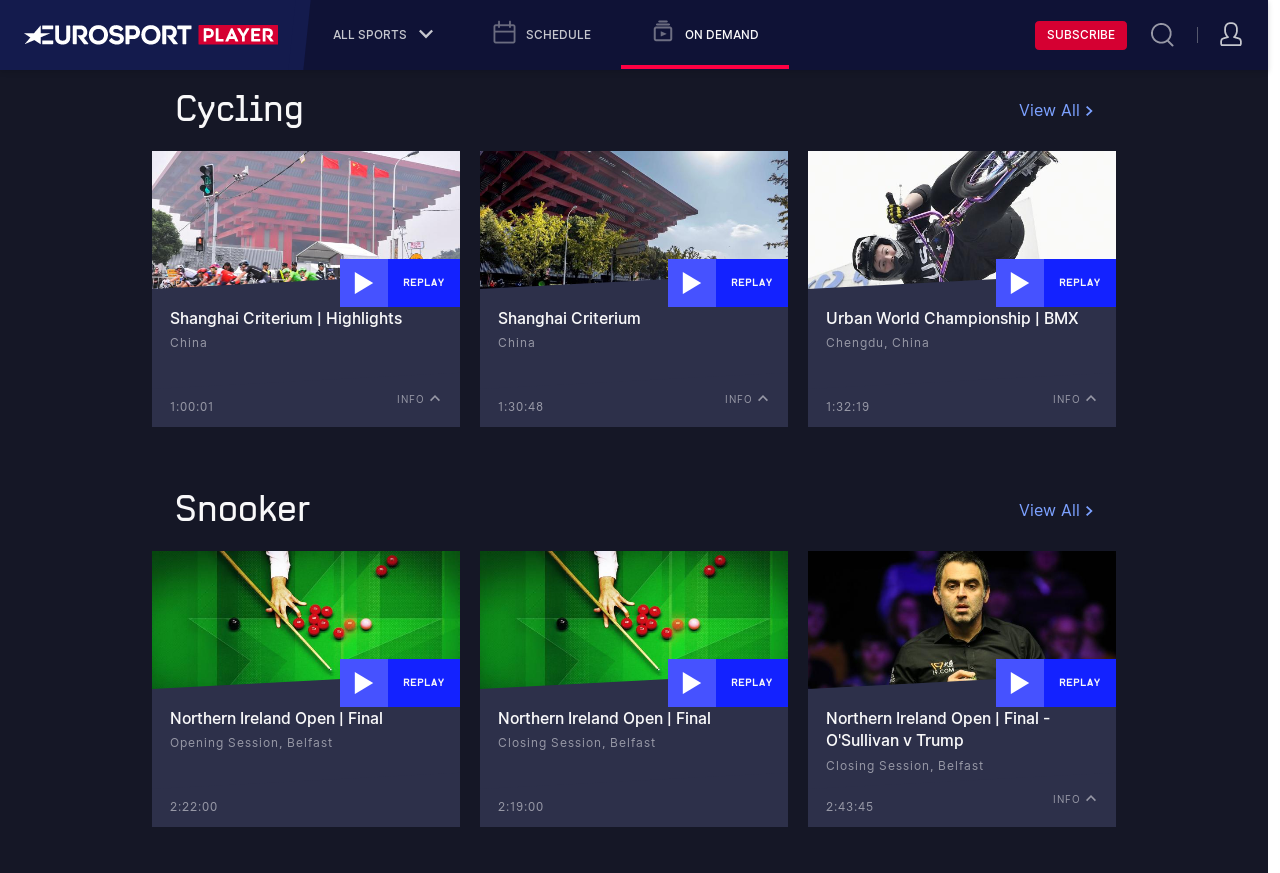 EUROSPORT PLAYER
ALL SPORTS
SCHEDULE
ON DEMAND
SUBSCRIBE
Cycling
View All
REPLAY
REPLAY
REPLAY
Shanghai Criterium | Highlights
China
1:00:01
INFO
Shanghai Criterium
China
1:30:48
INFO
Urban World Championship | BMX
Chengdu, China
1:32:19
INFO
Snooker
View All
REPLAY
REPLAY
REPLAY
Northern Ireland Open | Final
Opening Session, Belfast
2:22:00
Northern Ireland Open | Final
Closing Session, Belfast
2:19:00
Northern Ireland Open | Final -
O'Sullivan v Trump
Closing Session, Belfast
2:43:45
INFO